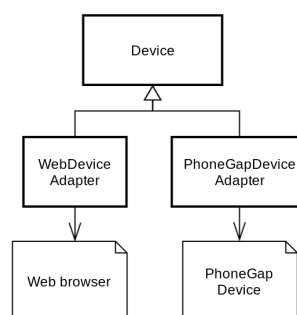 Device
WebDevice
Adapter
PhoneGapDevice
Adapter
Web browser
PhoneGap
Device